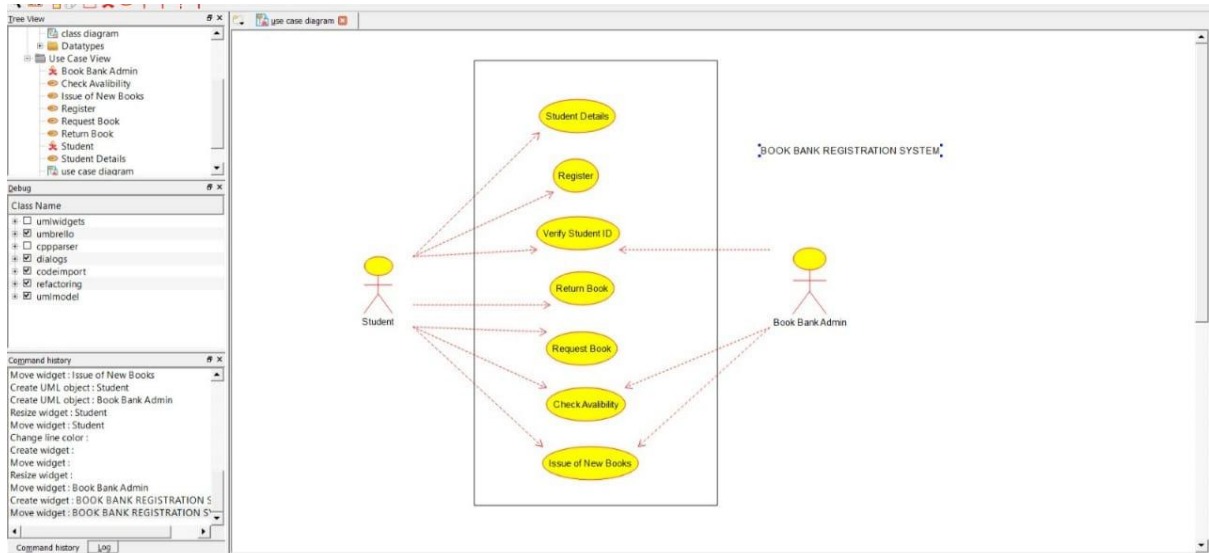 Tree View
use case diagram
class diagram
Datatypes
Use Case View
Book Bank Admin
Check Avalibility
Issue of New Books
Register
Request Book
Return Book
Student
Student Details
use case diagram
Debug
Class Name
umlwidgets
umbrello
cppparser
dialogs
codeimport
refactoring
umlmodel
Command history
Move widget : Issue of New Books
Create UML object : Student
Create UML object : Book Bank Admin
Resize widget : Student
Move widget : Student
Change line color :
Create widget :
Move widget :
Resize widget :
Move widget : Book Bank Admin
Create widget : BOOK BANK REGISTRATION S
Move widget : BOOK BANK REGISTRATION SY
Command history Log
Student Details
BOOK BANK REGISTRATION SYSTEM
Register
Verify Student ID
Return Book
Student
Book Bank Admin
Request Book
Check Avalibility
Issue of New Books